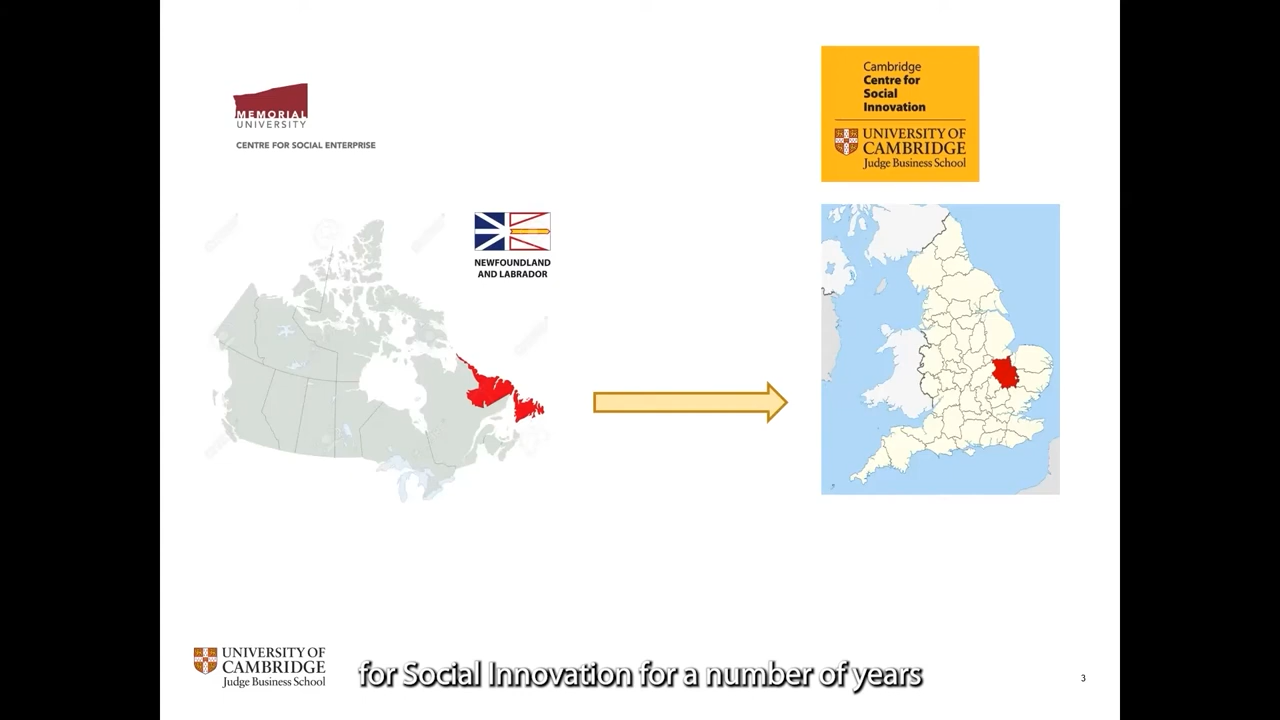 MEMORIAL
UNIVERSITY
CENTRE FOR SOCIAL ENTERPRISE
Cambridge
Centre for
Social
Innovation
UNIVERSITY OF
CAMBRIDGE
Judge Business School
NEWFOUNDLAND
AND LABRADOR
UNIVERSITY OF
CAMBRIDGE
Judge Business School
for Social Innovation for a number of years
3